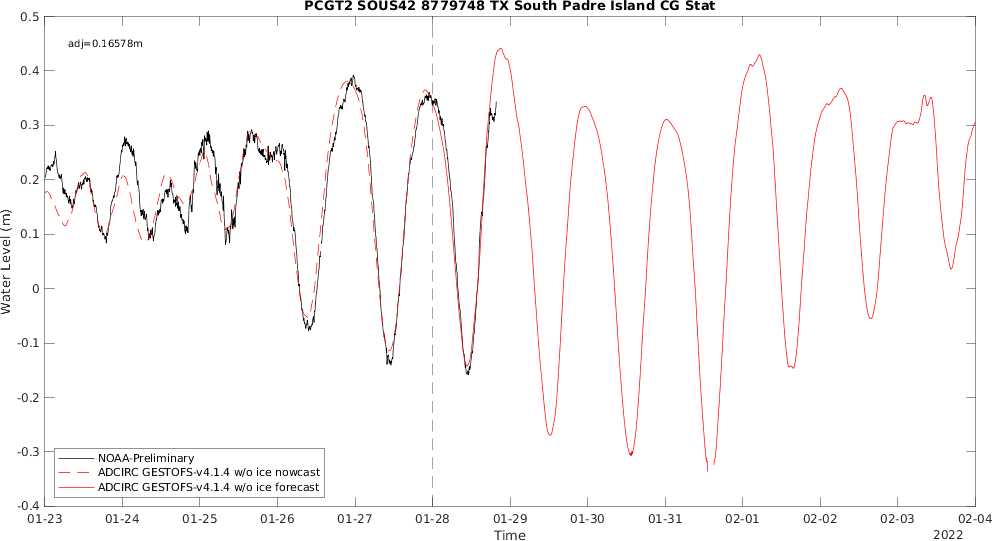 PCGT2 SOUS42 8779748 TX South Padre Island CG Stat
adj=0.16578m
0.5
0.4
0.3
0.2
0.1
0
-0.1
-0.2
-0.3
-0.4
Water Level (m)
NOAA-Preliminary
ADCIRC GESTOFS-v4.1.4 w/o ice nowcast
ADCIRC GESTOFS-v4.1.4 w/o ice forecast
01-23 01-24 01-25 01-26 01-27 01-28 01-29 01-30 01-31 02-01 02-02 02-03 02-04
Time
2022